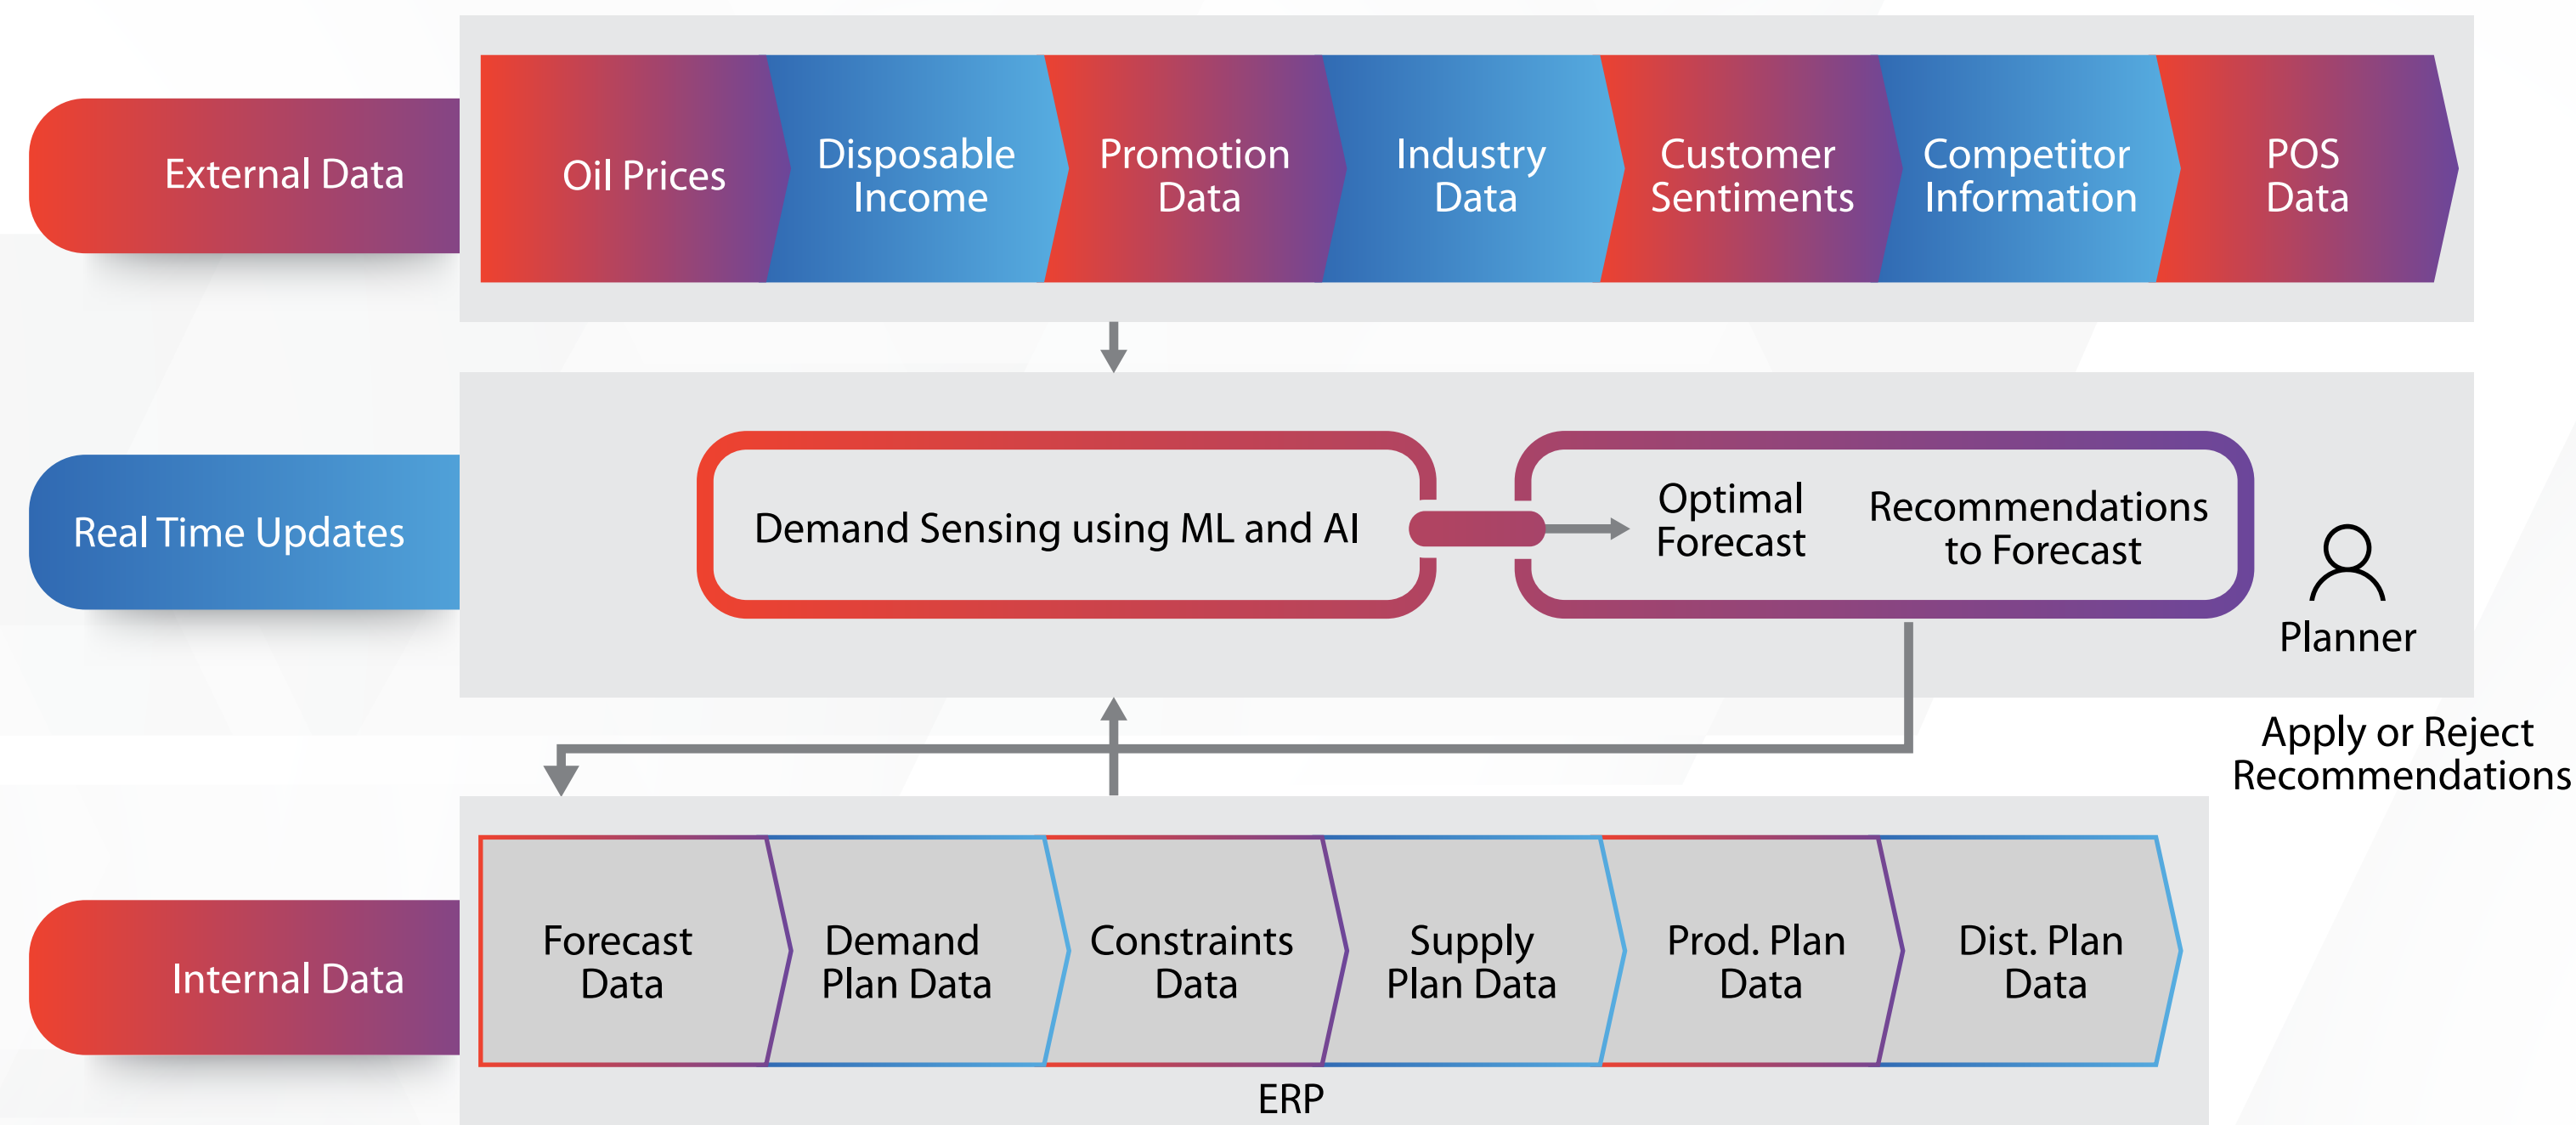 External Data
Oil Prices
Disposable
Income
Promotion
Data
Industry
Data
Customer
Sentiments
Competitor
Information
POS
Data
Real Time Updates
Demand Sensing using ML and AI
Optimal
Forecast
Recommendations
to Forecast
Planner
Apply or Reject
Recommendations
Internal Data
Forecast
Data
Demand
Plan Data
Constraints
Data
Supply
Plan Data
Prod. Plan
Data
Dist. Plan
Data
ERP